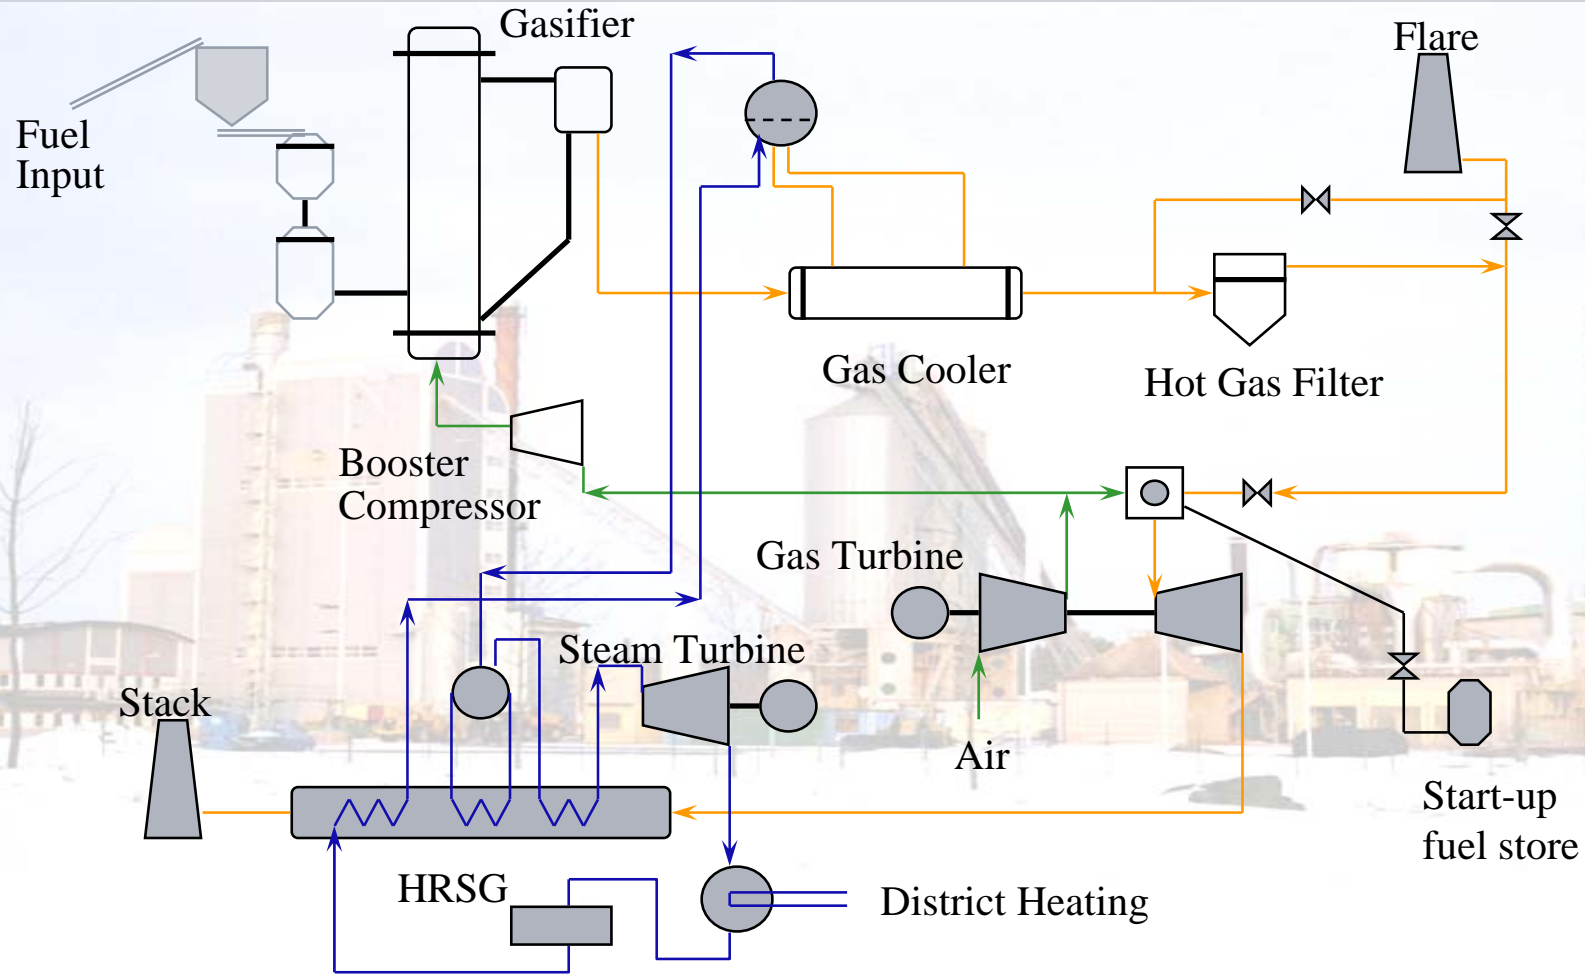 Gasifier
Flare
Fuel
Input
Gas Cooler
Hot Gas Filter
Booster
Compressor
Gas Turbine
Steam Turbine
Stack
Air
Start-up
fuel store
HRSG
District Heating